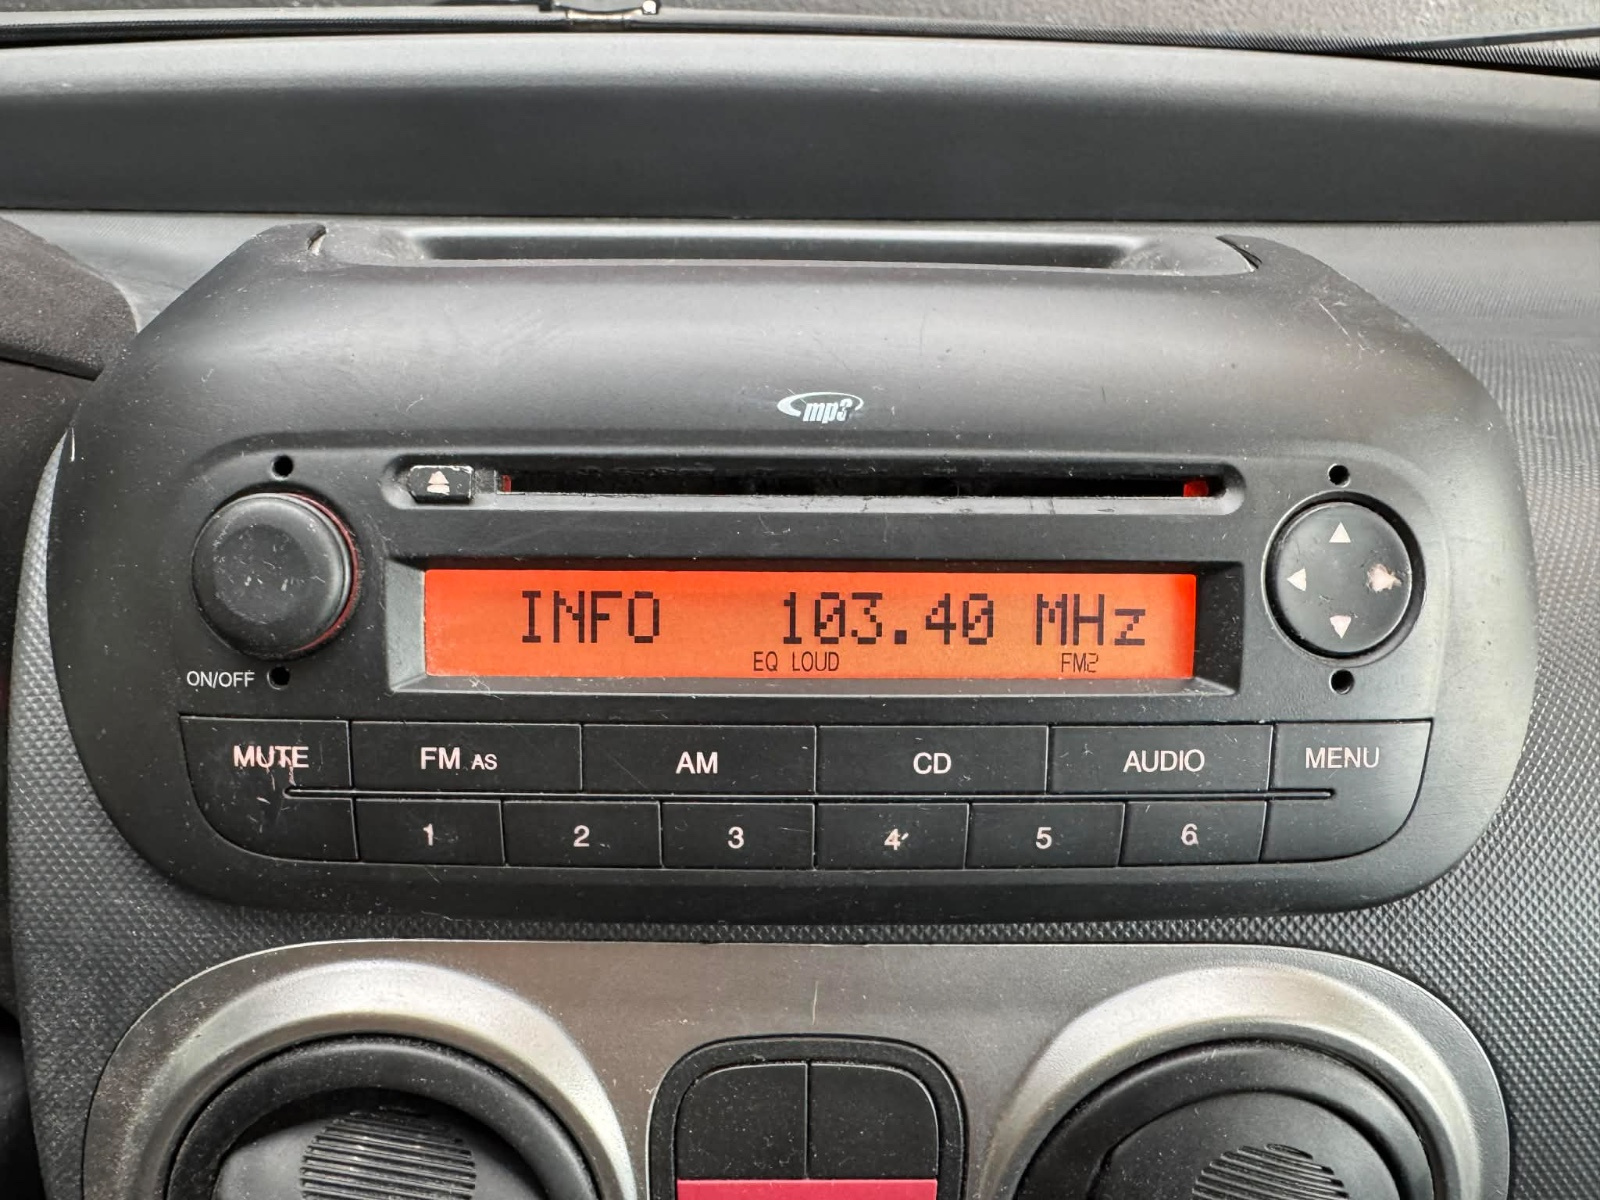 mp3
INFO 103.40 MHz
EQ LOUD FM2
ON/OFF
MUTE FM AS AM CD AUDIO MENU
1 2 3 4 5 6